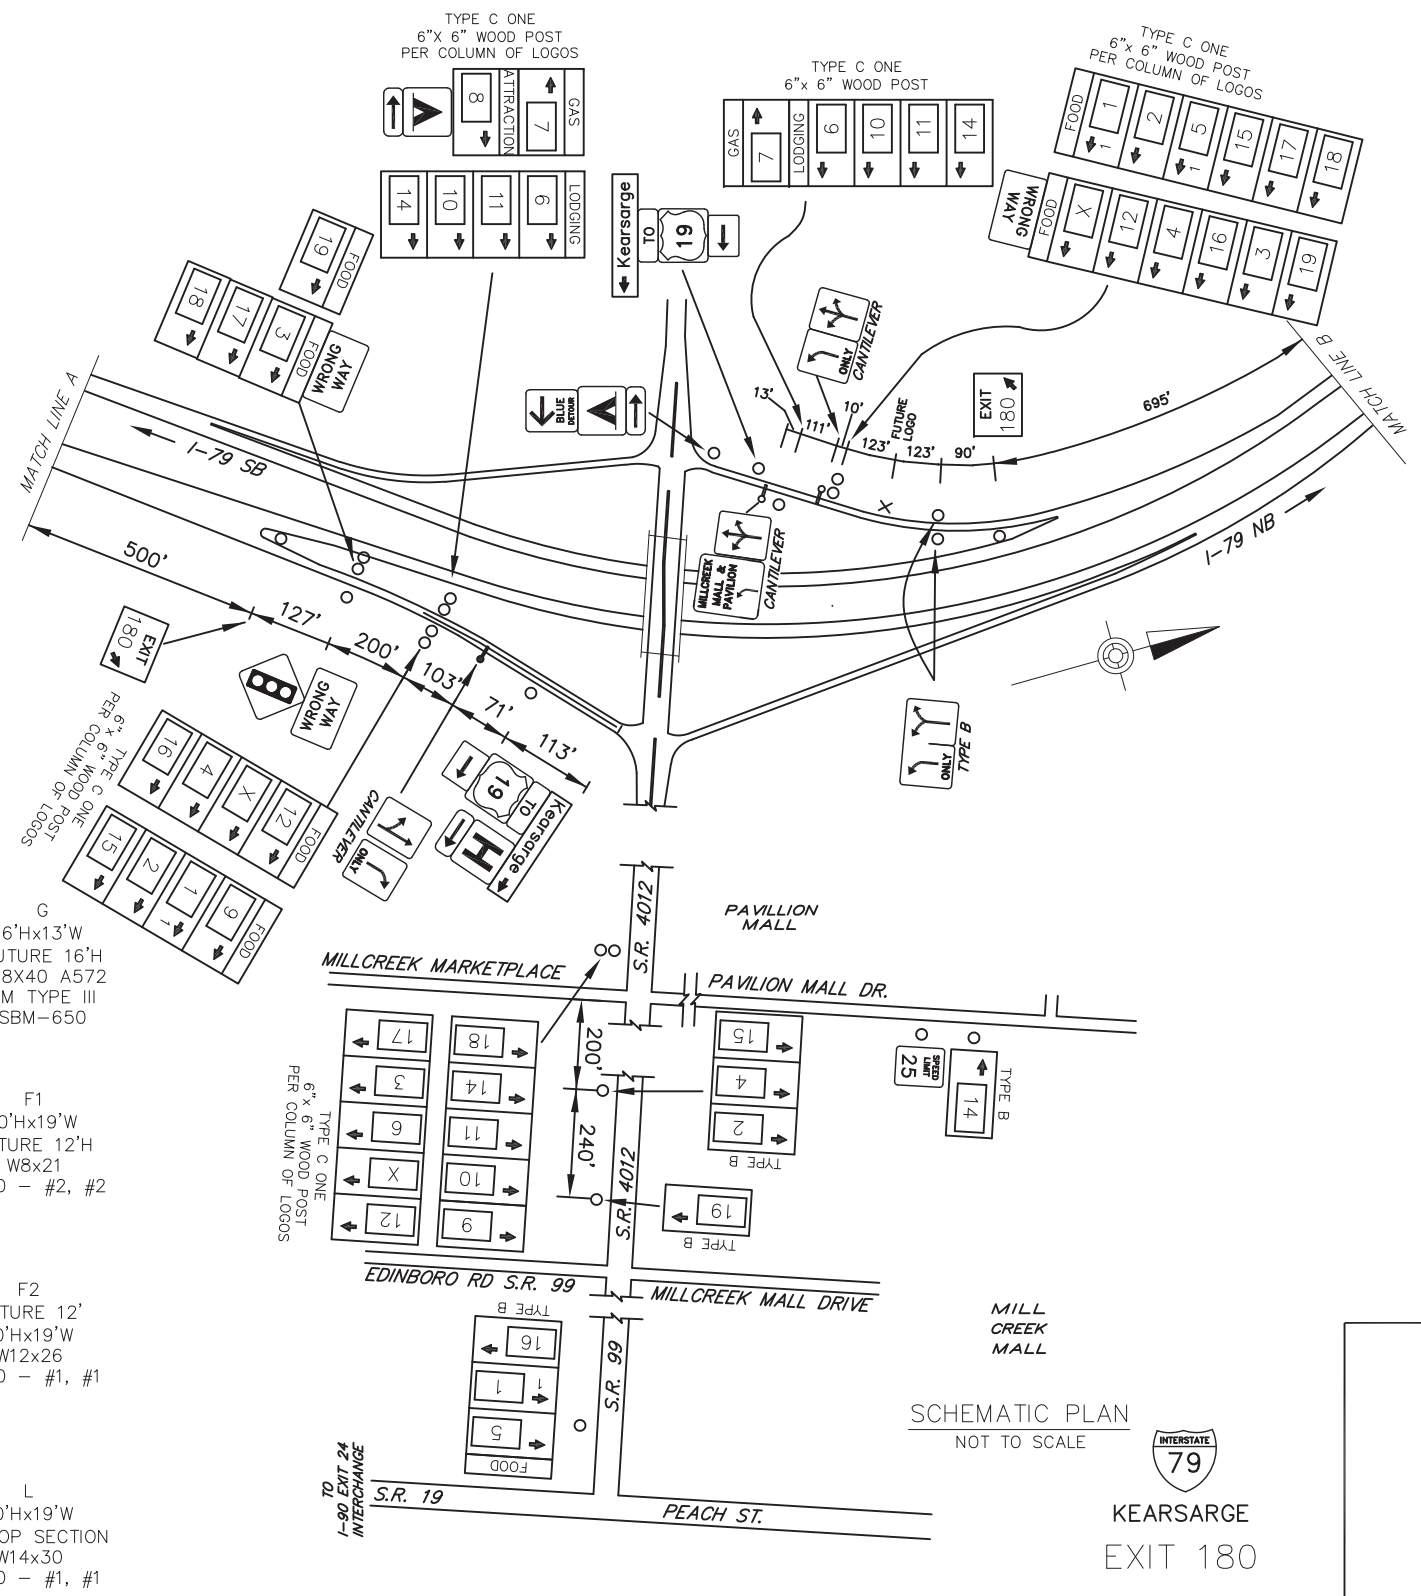 TYPE C ONE
6"X 6" WOOD POST
PER COLUMN OF LOGOS
8
ATTRACTION
7
GAS
14
10
11
6
LODGING
19
FOOD
18
17
3
FOOD
WRONG
WAY
Kearsarge
TO
19
TYPE C ONE
6"x 6" WOOD POST
GAS
7
LODGING
6
10
11
14
TYPE C ONE
6"x 6" WOOD POST
PER COLUMN OF LOGOS
FOOD
1
1
2
5
1
15
17
18
WRONG
WAY
FOOD
X
12
4
16
3
19
ONLY
CANTILEVER
BLUE
DETOUR
13'
111'
10'
123'
FUTURE
LOGO
123'
90'
EXIT
180
695'
MATCH LINE B
MATCH LINE A
I-79 SB
I-79 NB
MILLCREEK
MALL &
PAVILION
CANTILEVER
ONLY
TYPE B
500'
127'
200'
103'
71'
113'
EXIT
180
WRONG
WAY
TYPE C ONE
6"x 6" WOOD POST
PER COLUMN OF LOGOS
16
4
X
12
FOOD
15
2
1
1
9
FOOD
CANTILEVER
ONLY
19
TO
H
Kearsarge
G
6'Hx13'W
UTURE 16'H
8X40 A572
M TYPE III
SBM-650
F1
0'Hx19'W
TURE 12'H
W8x21
0 - #2, #2
F2
TURE 12'
0'Hx19'W
W12x26
0 - #1, #1
L
0'Hx19'W
OP SECTION
W14x30
0 - #1, #1
S.R. 4012
PAVILLION
MALL
MILLCREEK MARKETPLACE
PAVILION MALL DR.
17
3
6
X
12
18
14
11
10
9
TYPE C ONE
6"x 6" WOOD POST
PER COLUMN OF LOGOS
200'
240'
15
4
2
TYPE B
SPEED
LIMIT
25
14
TYPE B
S.R. 4012
19
TYPE B
EDINBORO RD S.R. 99
MILLCREEK MALL DRIVE
TYPE B
16
1
1
5
FOOD
S.R. 99
MILL
CREEK
MALL
TO
I-90 EXIT 24
INTERCHANGE
S.R. 19
PEACH ST.
SCHEMATIC PLAN
NOT TO SCALE
INTERSTATE
79
KEARSARGE
EXIT 180